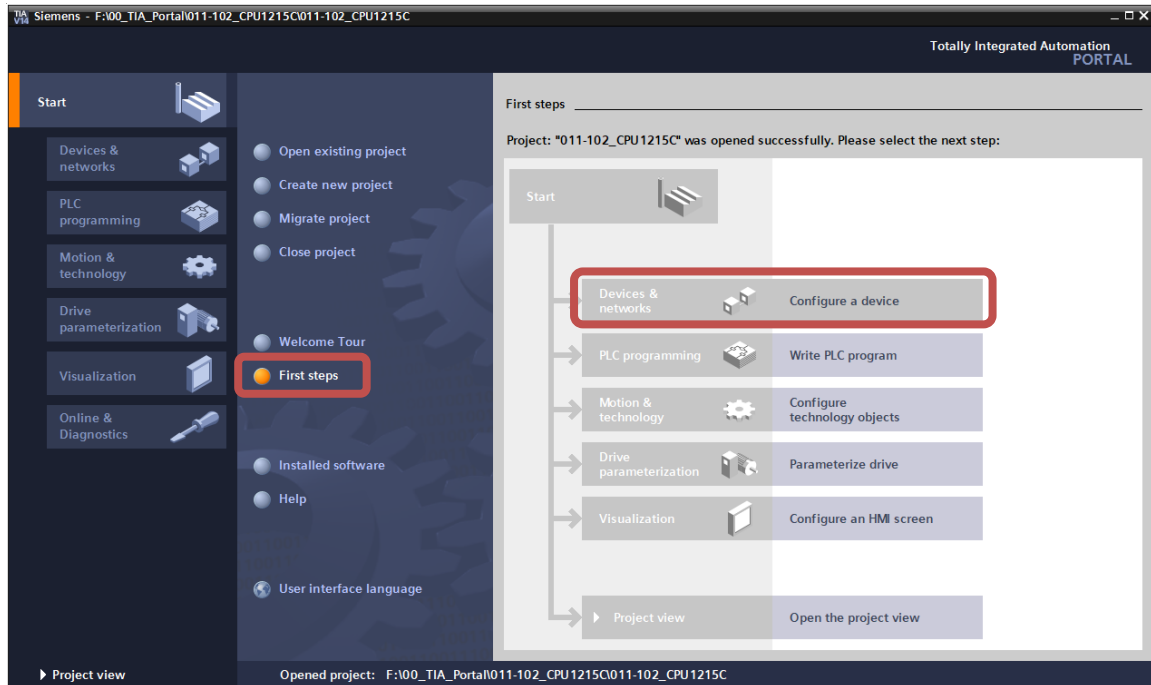 TIA
V14
Siemens - F:\00_TIA_Portal\011-102_CPU1215C\011-102_CPU1215C
Totally Integrated Automation
PORTAL
Start
Devices &
networks
PLC
programming
Motion &
technology
Drive
parameterization
Visualization
Online &
Diagnostics
Open existing project
Create new project
Migrate project
Close project
Welcome Tour
First steps
Installed software
Help
User interface language
First steps
Project: "011-102_CPU1215C" was opened successfully. Please select the next step:
Start
Devices &
networks
Configure a device
PLC programming
Write PLC program
Motion &
technology
Configure
technology objects
Drive
parameterization
Parameterize drive
Visualization
Configure an HMI screen
Project view
Open the project view
Project view
Opened project: F:\00_TIA_Portal\011-102_CPU1215C\011-102_CPU1215C